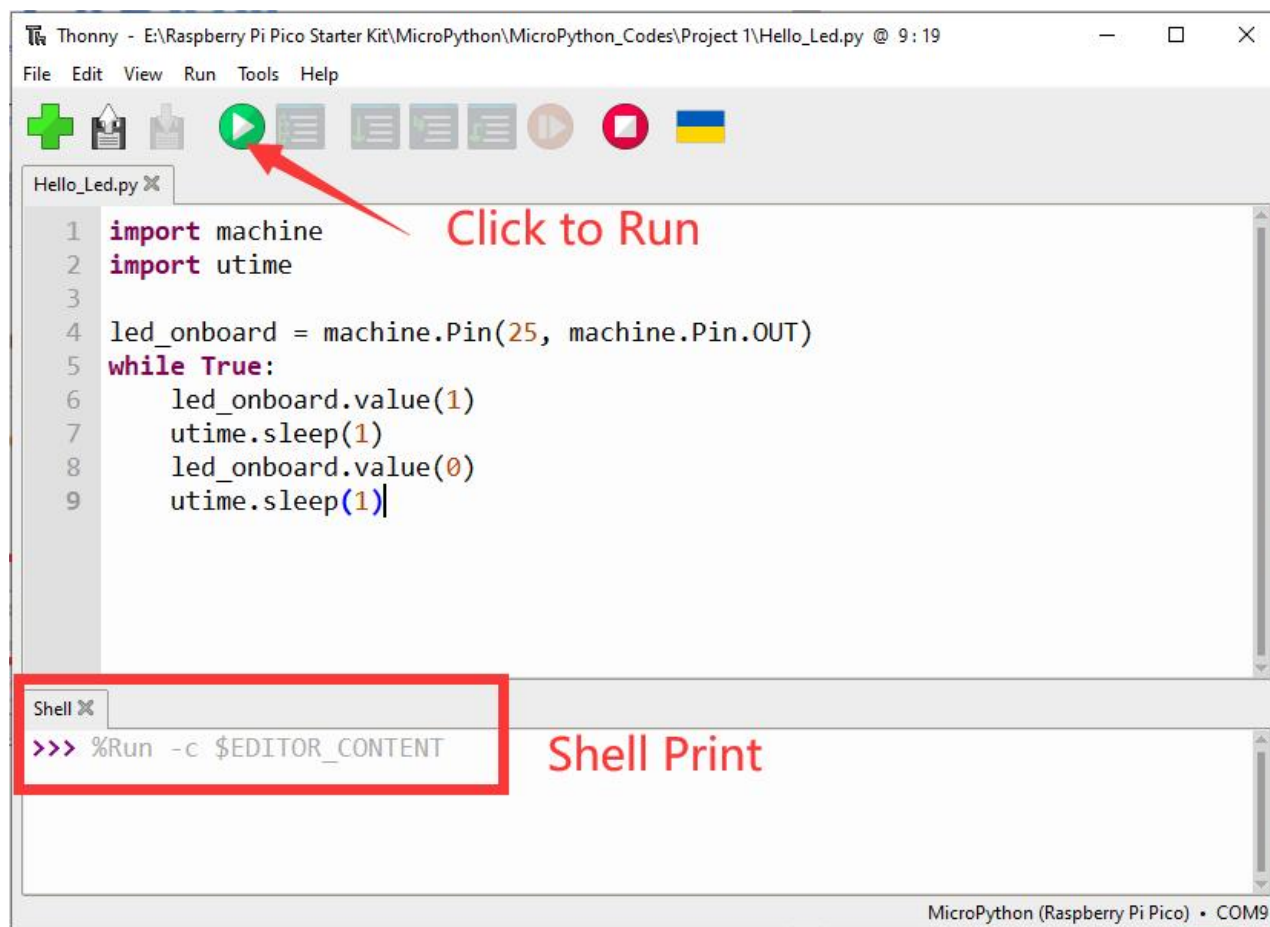 Thonny - E:\Raspberry Pi Pico Starter Kit\MicroPython\MicroPython_Codes\Project 1\Hello_Led.py @ 9:19
File Edit View Run Tools Help
Hello_Led.py
Click to Run
1 import machine
2 import utime
3
4 led_onboard = machine.Pin(25, machine.Pin.OUT)
5 while True:
6     led_onboard.value(1)
7     utime.sleep(1)
8     led_onboard.value(0)
9     utime.sleep(1)
Shell
>>> %Run -c $EDITOR_CONTENT
Shell Print
MicroPython (Raspberry Pi Pico) • COM9